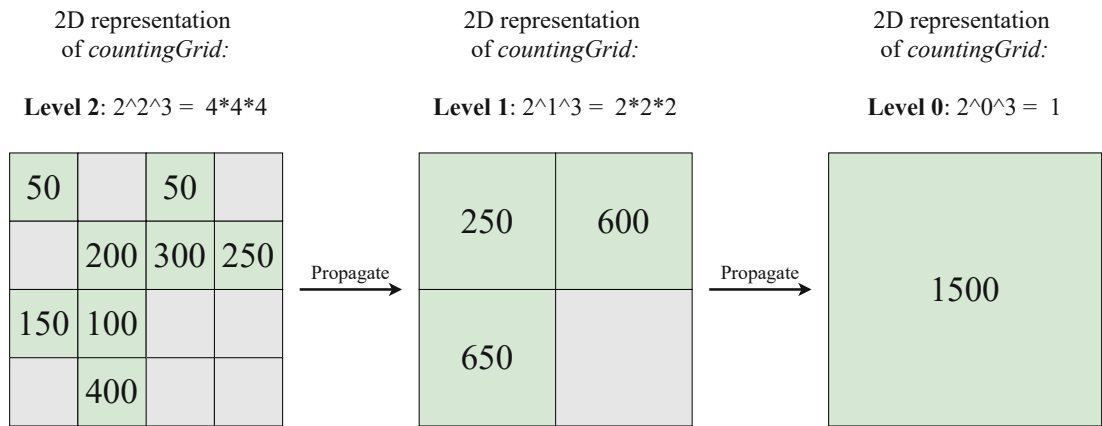 2D representation
of countingGrid:
Level 2: 2^2^3 = 4*4*4
50 50
200 300 250
150 100
400
Propagate
2D representation
of countingGrid:
Level 1: 2^1^3 = 2*2*2
250 600
650
Propagate
2D representation
of countingGrid:
Level 0: 2^0^3 = 1
1500